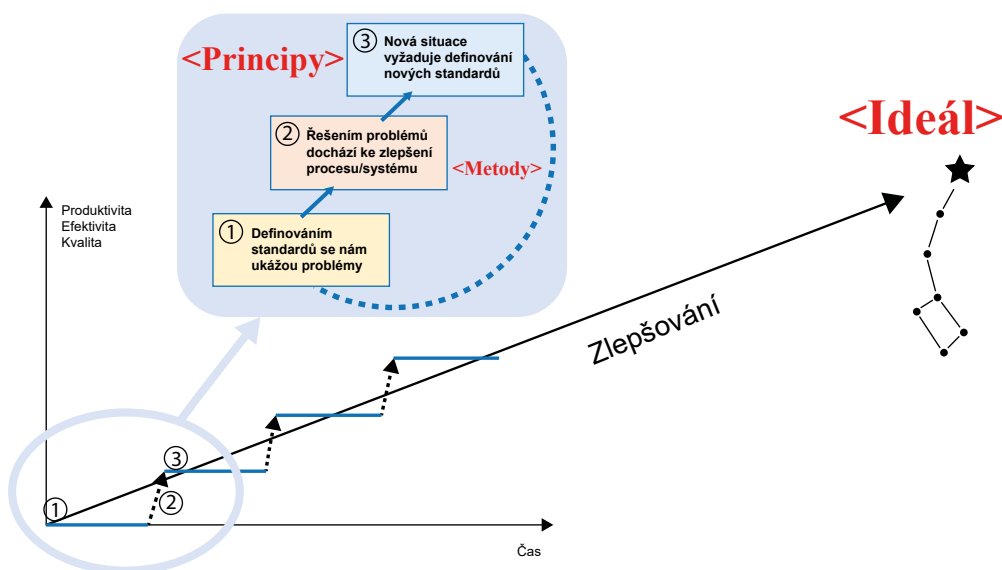 <Principy>
③ Nová situace
vyžaduje definování
nových standardů
② Řešením problémů
dochází ke zlepšení
procesu/systému
<Metody>
① Definováním
standardů se nám
ukážou problémy
<Ideál>
Produktivita
Efektivita
Kvalita
Zlepšování
③
②
①
Čas